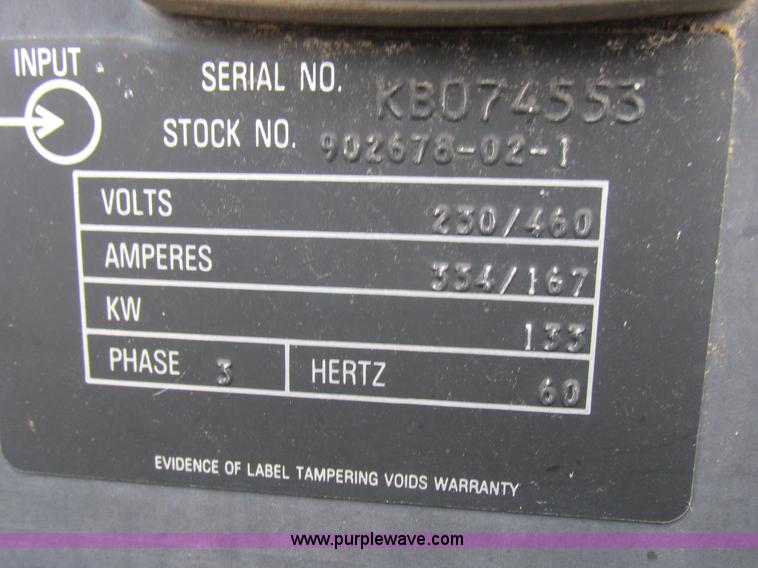 INPUT
SERIAL NO. KB074553
STOCK NO. 902678-02-1
VOLTS 230/460
AMPERES 334/167
KW 133
PHASE 3 HERTZ 60
EVIDENCE OF LABEL TAMPERING VOIDS WARRANTY
www.purplewave.com